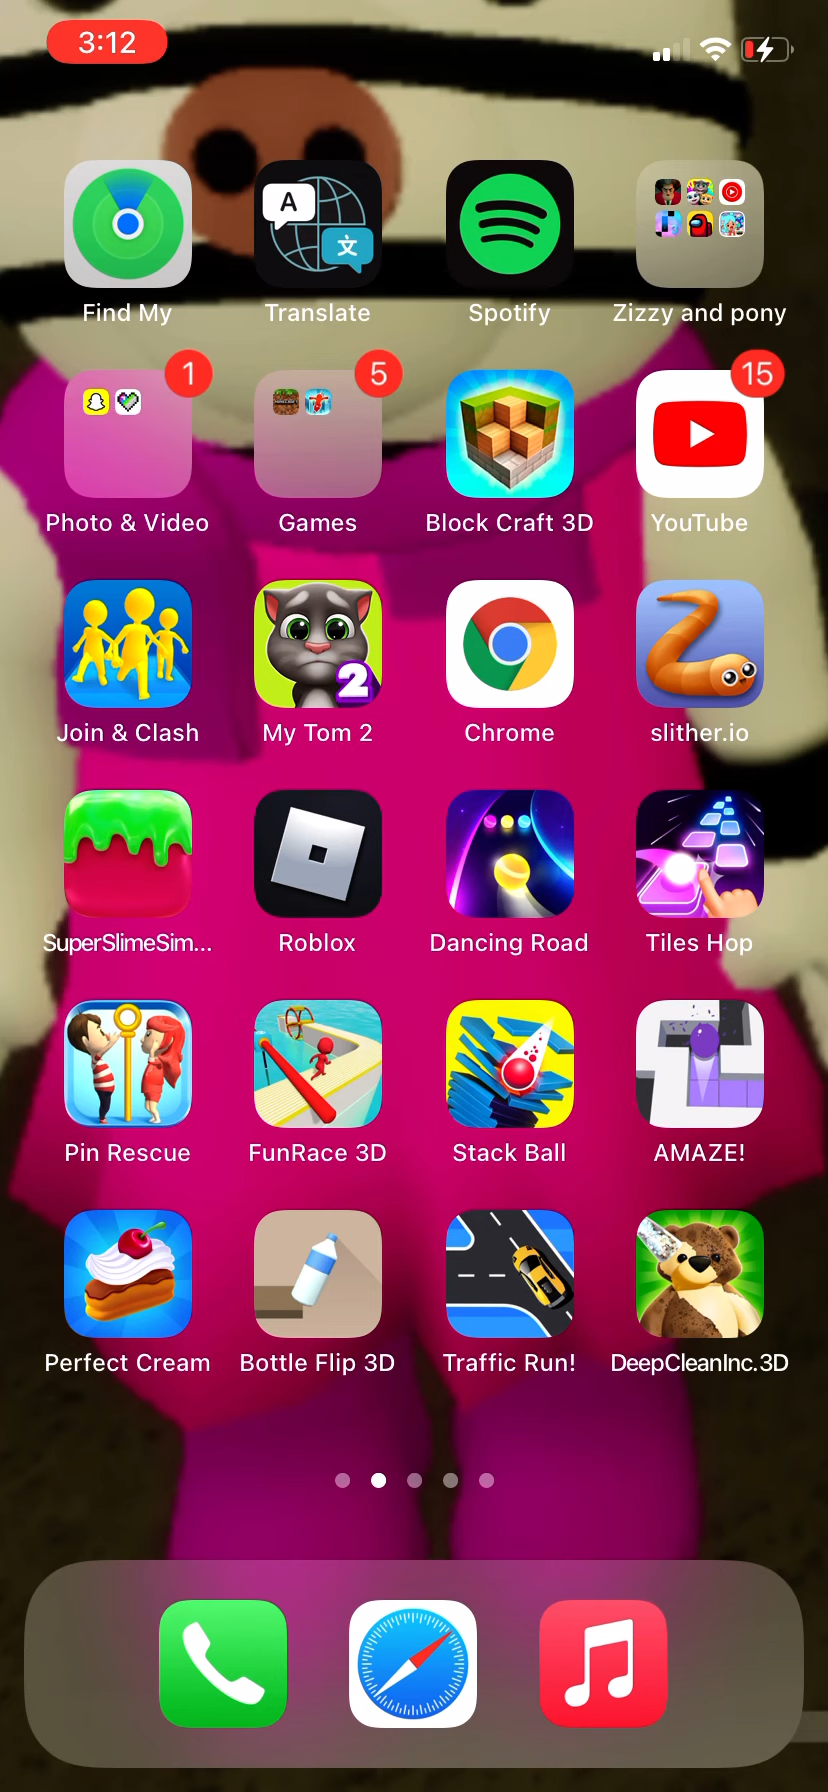 3:12
A
文
Find My
Translate
Spotify
Zizzy and pony
1
5
15
Photo & Video
Games
Block Craft 3D
YouTube
2
Join & Clash
My Tom 2
Chrome
slither.io
SuperSlimeSim...
Roblox
Dancing Road
Tiles Hop
Pin Rescue
FunRace 3D
Stack Ball
AMAZE!
Perfect Cream
Bottle Flip 3D
Traffic Run!
DeepCleanInc.3D